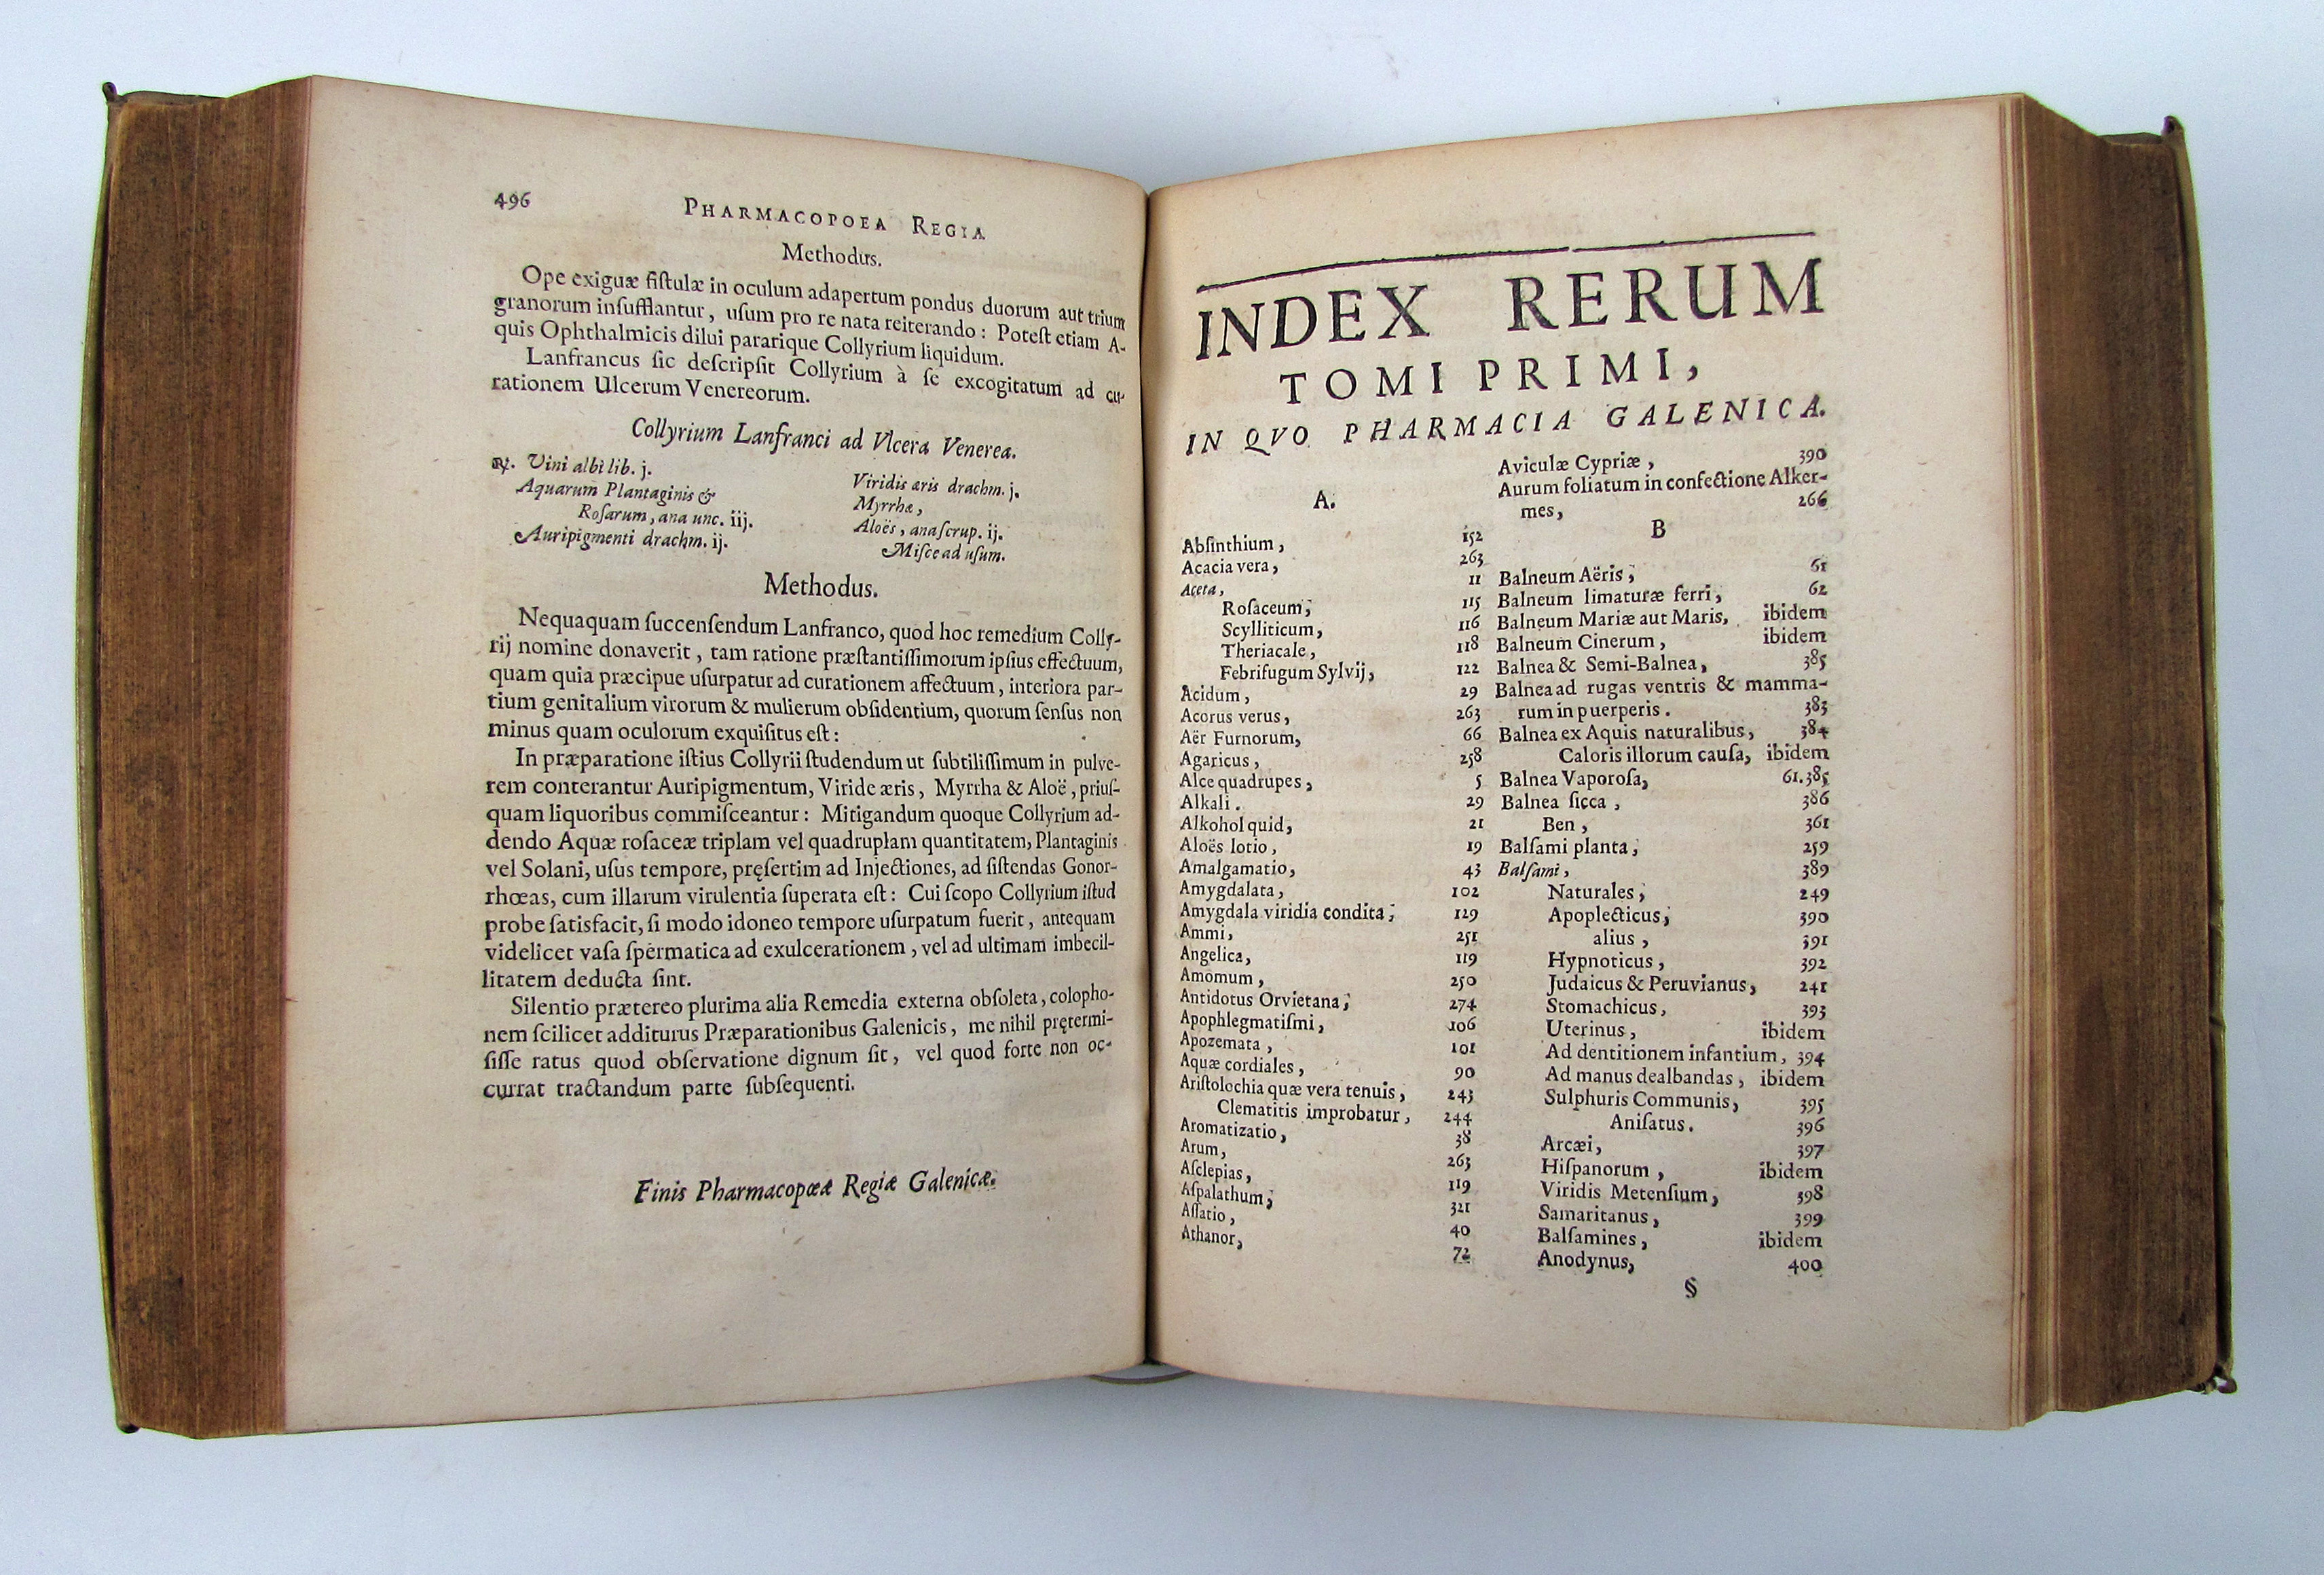 496 PHARMACOPOEA REGIA
Methodus.
Ope exiguæ fiſtulæ in oculum adapertum pondus duorum aut trium
granorum inſufflantur, uſum pro re nata reiterando: Poteſt etiam A-
quis Ophthalmicis dilui pararique Collyrium liquidum.
Lanfrancus ſic deſcripſit Collyrium à ſe excogitatum ad cu-
rationem Ulcerum Venereorum.
Collyrium Lanfranci ad Vlcera Venerea.
℞. Vini albi lib. j.
Aquarum Plantaginis &
Roſarum, ana unc. iij.
Auripigmenti drachm. ij.
Viridis æris drachm. j.
Myrrhæ,
Aloës, ana ſcrup. ij.
Miſce ad uſum.
Methodus.
Nequaquam ſuccenſendum Lanfranco, quod hoc remedium Colly-
rij nomine donaverit, tam ratione præſtantiſſimorum ipſius effectuum,
quam quia præcipue uſurpatur ad curationem affectuum, interiora par-
tium genitalium virorum & mulierum obſidentium, quorum ſenſus non
minus quam oculorum exquiſitus eſt:
In præparatione iſtius Collyrii ſtudendum ut ſubtiliſſimum in pulve-
rem conterantur Auripigmentum, Viride æris, Myrrha & Aloë, priuſ-
quam liquoribus commiſceantur: Mitigandum quoque Collyrium ad-
dendo Aquæ roſaceæ triplam vel quadruplam quantitatem, Plantaginis
vel Solani, uſus tempore, pręſertim ad Injectiones, ad ſiſtendas Gonor-
rhœas, cum illarum virulentia ſuperata eſt: Cui ſcopo Collyrium iſtud
probe ſatisfacit, ſi modo idoneo tempore uſurpatum fuerit, antequam
videlicet vaſa ſpermatica ad exulcerationem, vel ad ultimam imbecil-
litatem deducta ſint.
Silentio prætereo plurima alia Remedia externa obſoleta, colopho-
nem ſcilicet additurus Præparationibus Galenicis, me nihil prętermi-
ſiſſe ratus quod obſervatione dignum ſit, vel quod forte non oc-
currat tractandum parte ſubſequenti.
Finis Pharmacopœæ Regiæ Galenicæ.
INDEX RERUM
TOMI PRIMI,
IN QVO PHARMACIA GALENICA.
A.
Abſinthium, 152
Acacia vera, 263
Aceta, 11
Roſaceum, 115
Scylliticum, 116
Theriacale, 118
Febrifugum Sylvij, 122
Acidum, 29
Acorus verus, 263
Aër Furnorum, 66
Agaricus, 258
Alce quadrupes, 5
Alkali. 29
Alkohol quid, 21
Aloës lotio, 19
Amalgamatio, 43
Amygdalata, 102
Amygdala viridia condita, 129
Ammi, 251
Angelica, 119
Amomum, 250
Antidotus Orvietana, 274
Apophlegmatiſmi, 106
Apozemata, 101
Aquæ cordiales, 90
Ariſtolochia quæ vera tenuis, 243
Clematitis improbatur, 244
Aromatizatio, 38
Arum, 263
Aſclepias, 119
Aſpalathum, 321
Aſſatio, 40
Athanor, 72
Aviculæ Cypriæ, 390
Aurum foliatum in confectione Alker-
mes, 266
B
Balneum Aëris, 61
Balneum limaturæ ferri, 62
Balneum Mariæ aut Maris, ibidem
Balneum Cinerum, ibidem
Balnea & Semi-Balnea, 385
Balnea ad rugas ventris & mamma-
rum in puerperis. 383
Balnea ex Aquis naturalibus, 384
Caloris illorum cauſa, ibidem
Balnea Vaporoſa, 61.385
Balnea ſicca, 386
Ben, 361
Balſami planta, 259
Balſami, 389
Naturales, 249
Apoplecticus, 390
alius, 391
Hypnoticus, 392
Judaicus & Peruvianus, 241
Stomachicus, 393
Uterinus, ibidem
Ad dentitionem infantium, 394
Ad manus dealbandas, ibidem
Sulphuris Communis, 395
Aniſatus. 396
Arcæi, 397
Hiſpanorum, ibidem
Viridis Metenſium, 398
Samaritanus, 399
Balſamines, ibidem
Anodynus, 400
§